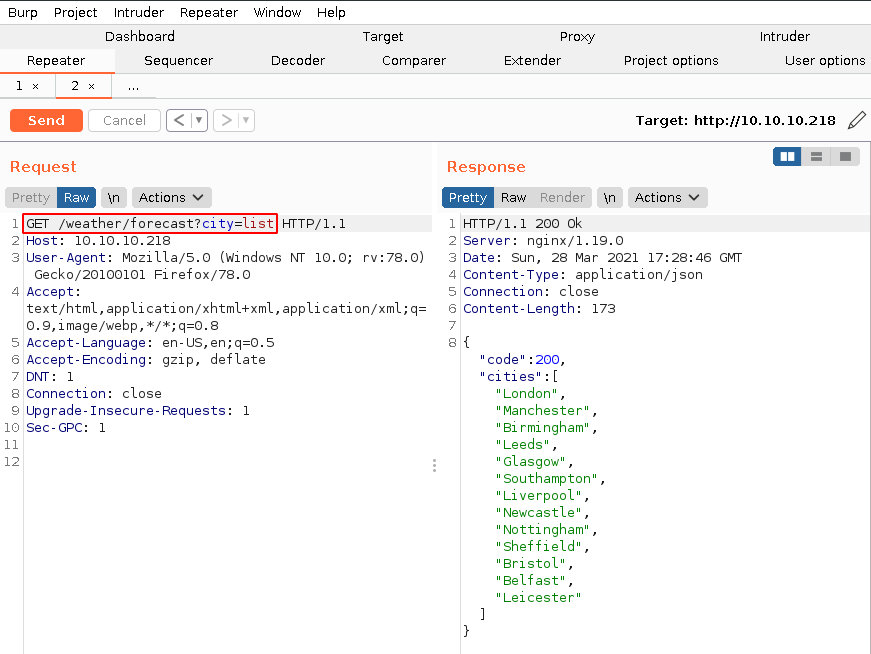 Burp Project Intruder Repeater Window Help
Dashboard Target Proxy Intruder
Repeater Sequencer Decoder Comparer Extender Project options User options
1 × 2 × ...
Send Cancel < ▾ > ▾ Target: http://10.10.10.218
Request
Pretty Raw \n Actions
1 GET /weather/forecast?city=list HTTP/1.1
2 Host: 10.10.10.218
3 User-Agent: Mozilla/5.0 (Windows NT 10.0; rv:78.0)
Gecko/20100101 Firefox/78.0
4 Accept:
text/html,application/xhtml+xml,application/xml;q=
0.9,image/webp,*/*;q=0.8
5 Accept-Language: en-US,en;q=0.5
6 Accept-Encoding: gzip, deflate
7 DNT: 1
8 Connection: close
9 Upgrade-Insecure-Requests: 1
10 Sec-GPC: 1
11
12
Response
Pretty Raw Render \n Actions
1 HTTP/1.1 200 Ok
2 Server: nginx/1.19.0
3 Date: Sun, 28 Mar 2021 17:28:46 GMT
4 Content-Type: application/json
5 Connection: close
6 Content-Length: 173
7
8 {
"code":200,
"cities":[
"London",
"Manchester",
"Birmingham",
"Leeds",
"Glasgow",
"Southampton",
"Liverpool",
"Newcastle",
"Nottingham",
"Sheffield",
"Bristol",
"Belfast",
"Leicester"
]
}